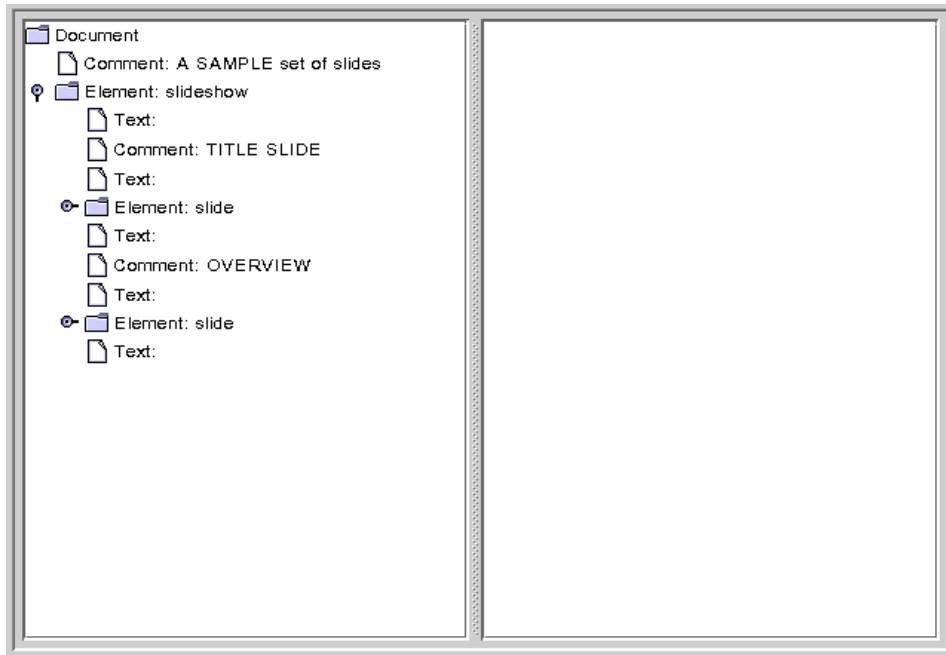 Document
Comment: A SAMPLE set of slides
Element: slideshow
Text:
Comment: TITLE SLIDE
Text:
Element: slide
Text:
Comment: OVERVIEW
Text:
Element: slide
Text: